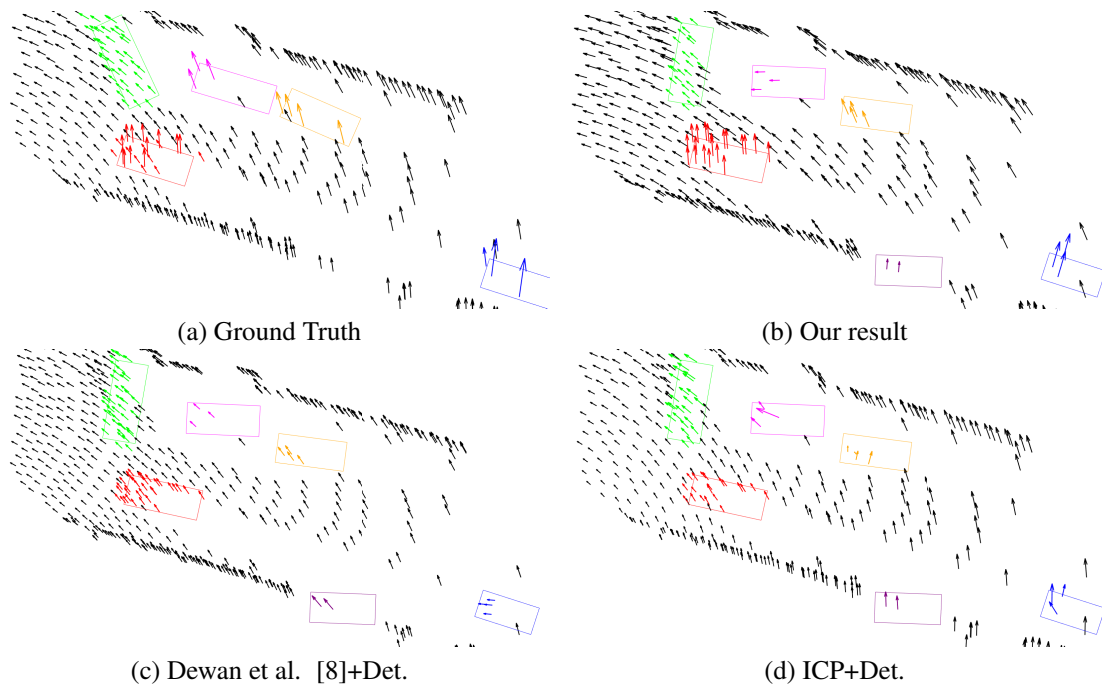 (a) Ground Truth
(b) Our result
(c) Dewan et al. [8]+Det.
(d) ICP+Det.